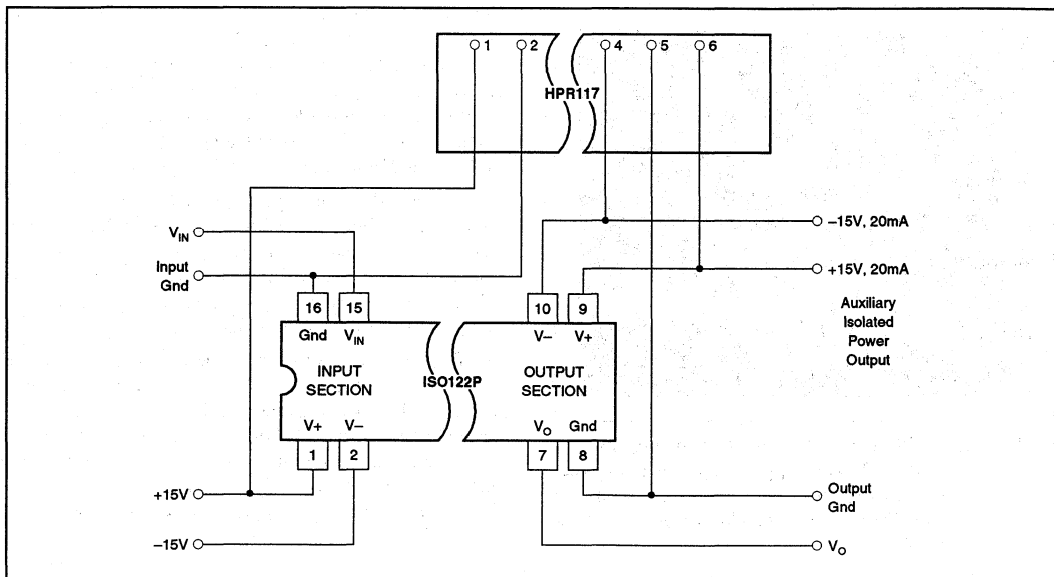 1 2 4 5 6
HPR117
V_IN
Input
Gnd
–15V, 20mA
+15V, 20mA
Auxiliary
Isolated
Power
Output
16 15 10 9
Gnd V_IN V– V+
INPUT
SECTION
ISO122P
OUTPUT
SECTION
V+ V– V_O Gnd
1 2 7 8
+15V
–15V
Output
Gnd
V_O